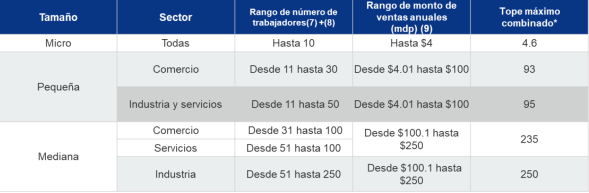 Tamaño
Sector
Rango de número de
trabajadores(7) +(8)
Rango de monto de
ventas anuales
(mdp) (9)
Tope máximo
combinado*
Micro
Todas
Hasta 10
Hasta $4
4.6
Pequeña
Comercio
Desde 11 hasta 30
Desde $4.01 hasta $100
93
Industria y servicios
Desde 11 hasta 50
Desde $4.01 hasta $100
95
Mediana
Comercio
Desde 31 hasta 100
Desde $100.1 hasta
$250
235
Servicios
Desde 51 hasta 100
Industria
Desde 51 hasta 250
Desde $100.1 hasta
$250
250